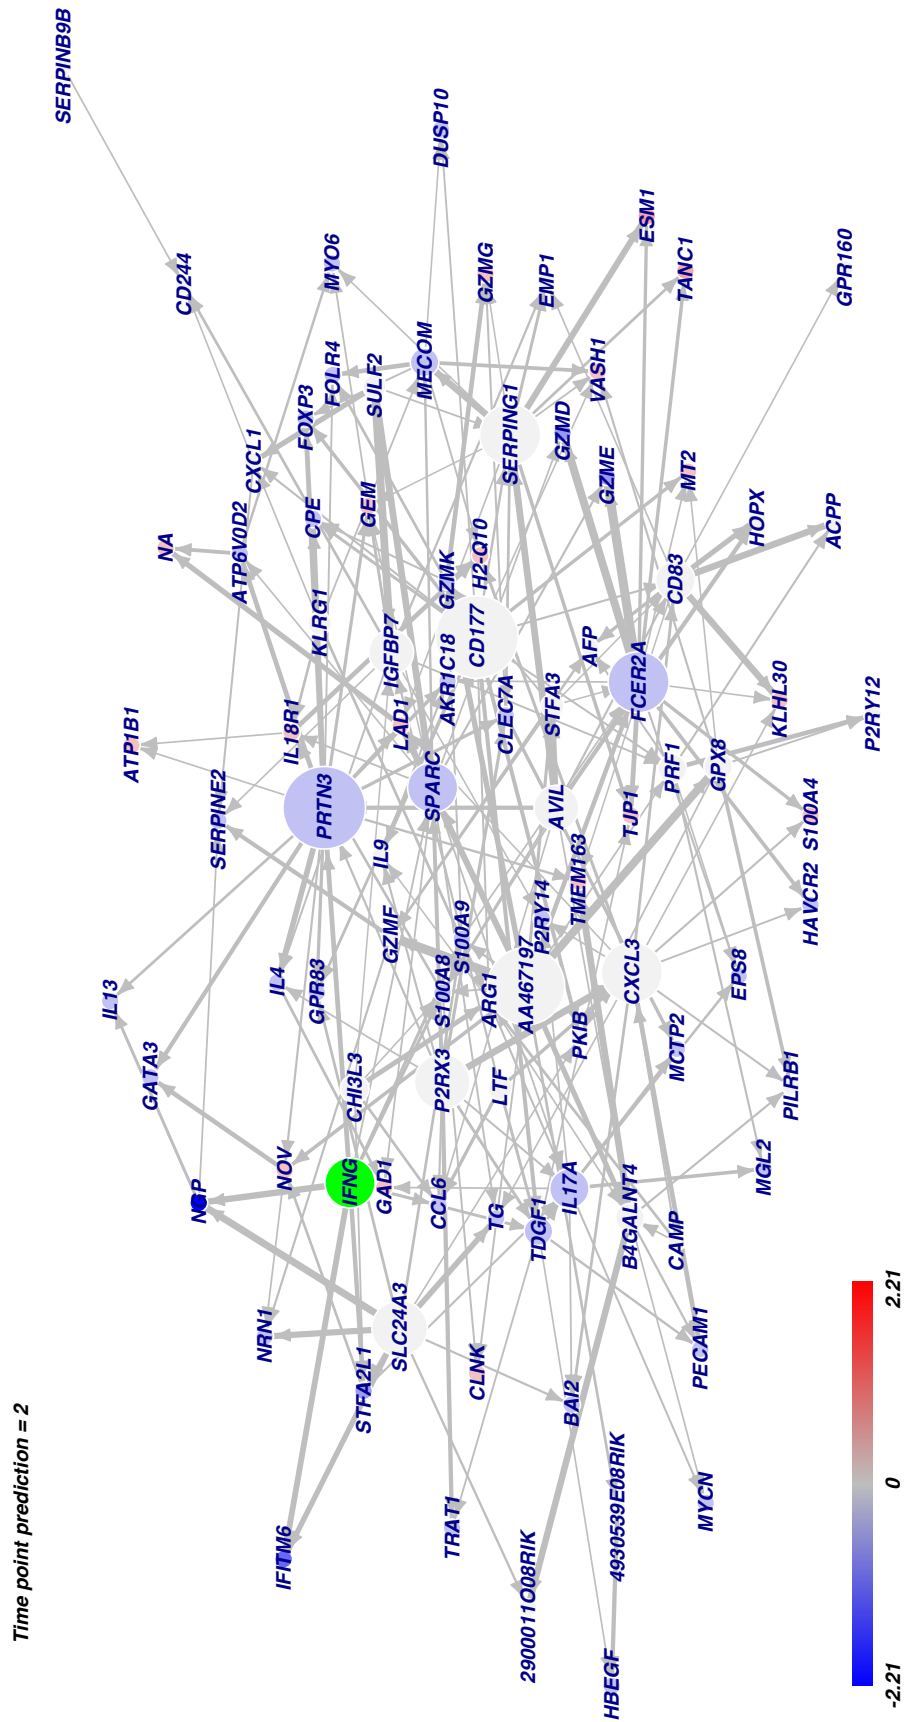 Time point prediction = 2
SERPINB9B
DUSP10
CD244
MYO6
GZMG
EMP1
ESM1
TANC1
GPR160
FOLR4
SULF2
MECOM
FOXP3
CXCL1
SERPING1
VASH1
GZMD
GZME
MT2
CPE
GEM
NA
ATP6V0D2
H2-Q10
GZMK
HOPX
ACPP
CD83
KLRG1
IGFBP7
CD177
AKR1C18
AFP
FCER2A
KLHL30
P2RY12
IL18R1
LAD1
CLEC7A
STFA3
ATP1B1
SERPINE2
PRTN3
SPARC
AVIL
TJP1
PRF1
GPX8
S100A4
IL9
TMEM163
P2RY14
HAVCR2
GZMF
S100A9
IL4
GPR83
S100A8
ARG1
AA467197
CXCL3
EPS8
IL13
GATA3
CHI3L3
P2RX3
LTF
PKIB
MCTP2
PILRB1
NGP
NOV
IFNG
GAD1
CCL6
TG
TDGF1
IL17A
B4GALNT4
CAMP
MGL2
NRN1
STFA2L1
SLC24A3
CLNK
BAI2
PECAM1
IFITM6
TRAT1
2900011O08RIK
4930539E08RIK
MYCN
HBEGF
-2.21
0
2.21